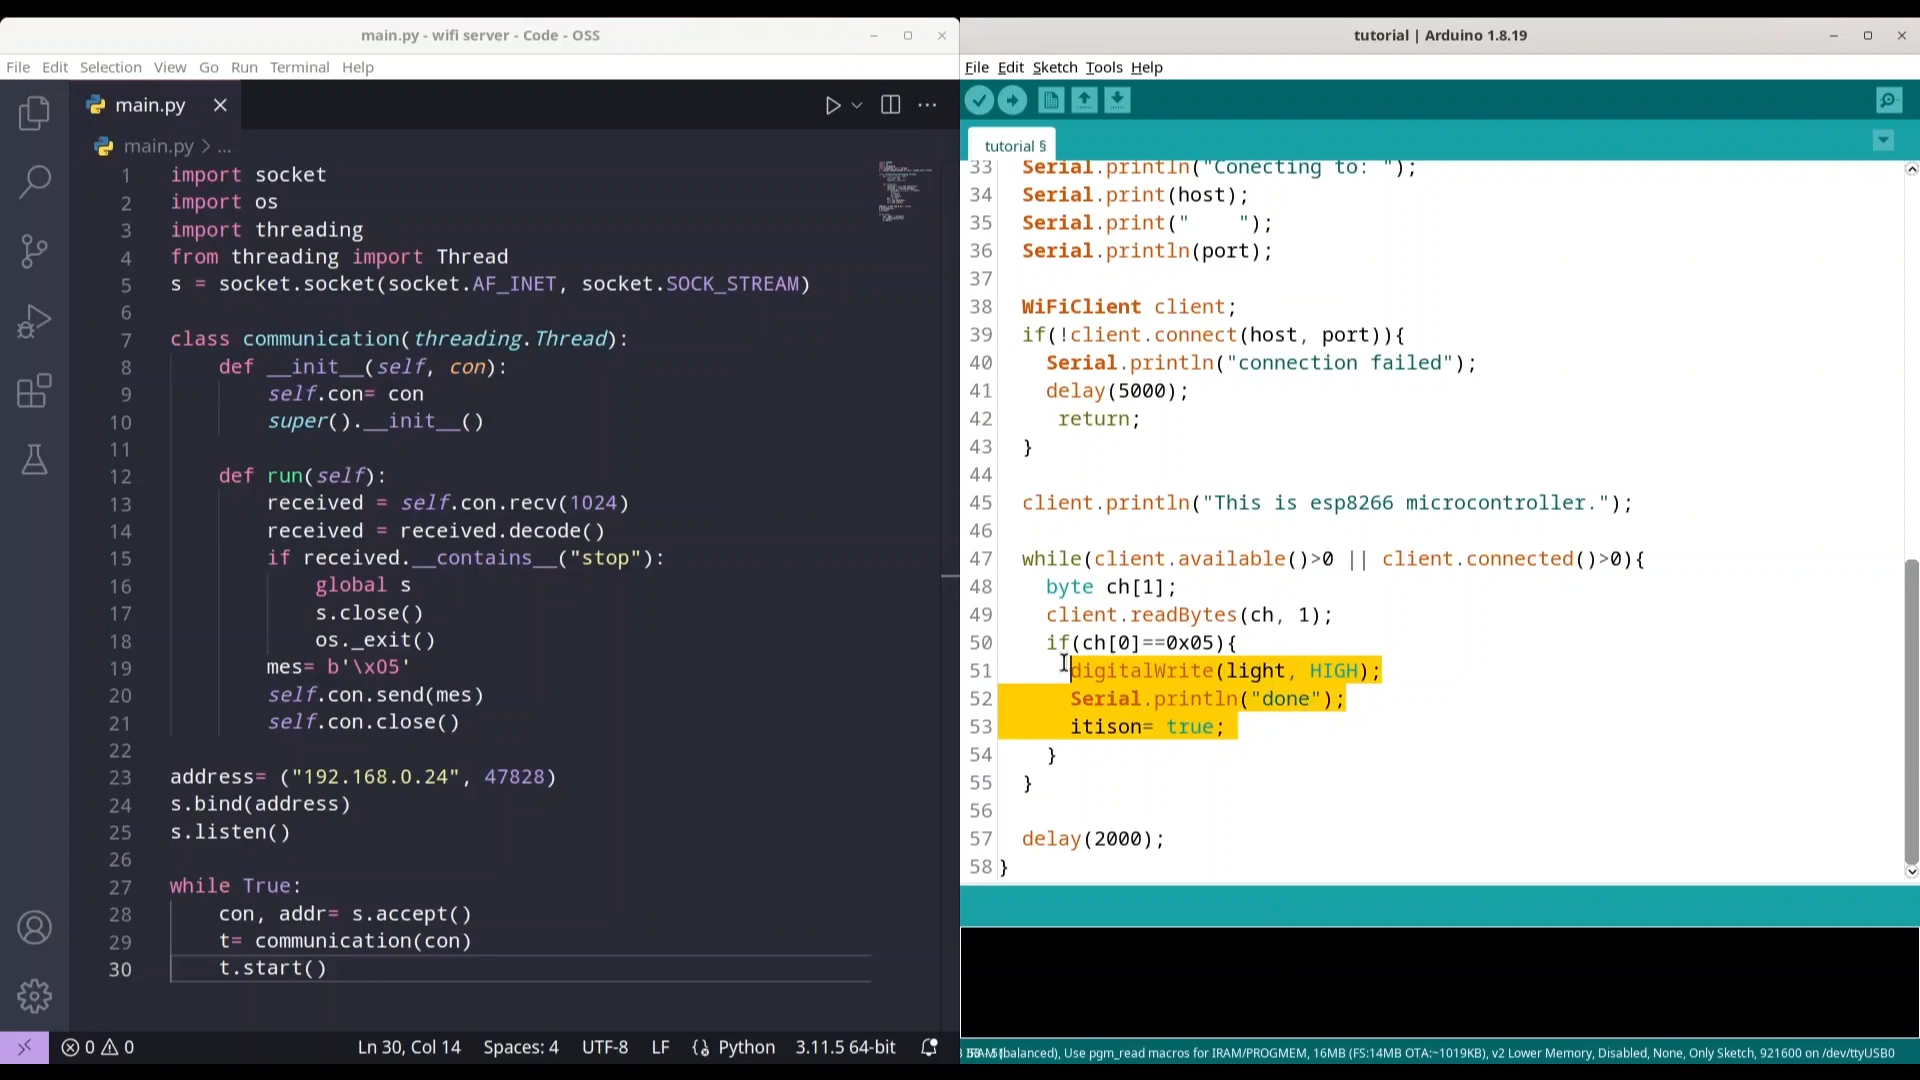 main.py - wifi server - Code - OSS
File Edit Selection View Go Run Terminal Help
main.py
main.py > ...
1 import socket
2 import os
3 import threading
4 from threading import Thread
5 s = socket.socket(socket.AF_INET, socket.SOCK_STREAM)
6
7 class communication(threading.Thread):
8 def __init__(self, con):
9 self.con= con
10 super().__init__()
11
12 def run(self):
13 received = self.con.recv(1024)
14 received = received.decode()
15 if received.__contains__("stop"):
16 global s
17 s.close()
18 os._exit()
19 mes= b'\x05'
20 self.con.send(mes)
21 self.con.close()
22
23 address= ("192.168.0.24", 47828)
24 s.bind(address)
25 s.listen()
26
27 while True:
28 con, addr= s.accept()
29 t= communication(con)
30 t.start()
0 0 Ln 30, Col 14 Spaces: 4 UTF-8 LF Python 3.11.5 64-bit
tutorial | Arduino 1.8.19
File Edit Sketch Tools Help
tutorial §
33 Serial.println("Conecting to: ");
34 Serial.print(host);
35 Serial.print("    ");
36 Serial.println(port);
37
38 WiFiClient client;
39 if(!client.connect(host, port)){
40 Serial.println("connection failed");
41 delay(5000);
42 return;
43 }
44
45 client.println("This is esp8266 microcontroller.");
46
47 while(client.available()>0 || client.connected()>0){
48 byte ch[1];
49 client.readBytes(ch, 1);
50 if(ch[0]==0x05){
51 digitalWrite(light, HIGH);
52 Serial.println("done");
53 itison= true;
54 }
55 }
56
57 delay(2000);
58 }
(balanced), Use pgm_read macros for IRAM/PROGMEM, 16MB (FS:14MB OTA:~1019KB), v2 Lower Memory, Disabled, None, Only Sketch, 921600 on /dev/ttyUSB0